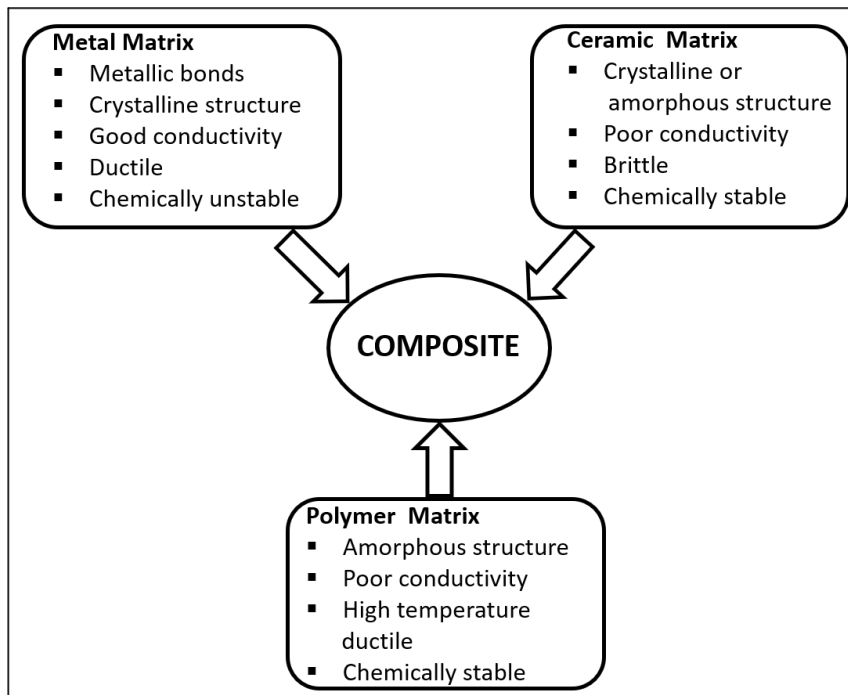 Metal Matrix
▪ Metallic bonds
▪ Crystalline structure
▪ Good conductivity
▪ Ductile
▪ Chemically unstable
Ceramic Matrix
▪ Crystalline or
amorphous structure
▪ Poor conductivity
▪ Brittle
▪ Chemically stable
COMPOSITE
Polymer Matrix
▪ Amorphous structure
▪ Poor conductivity
▪ High temperature
ductile
▪ Chemically stable